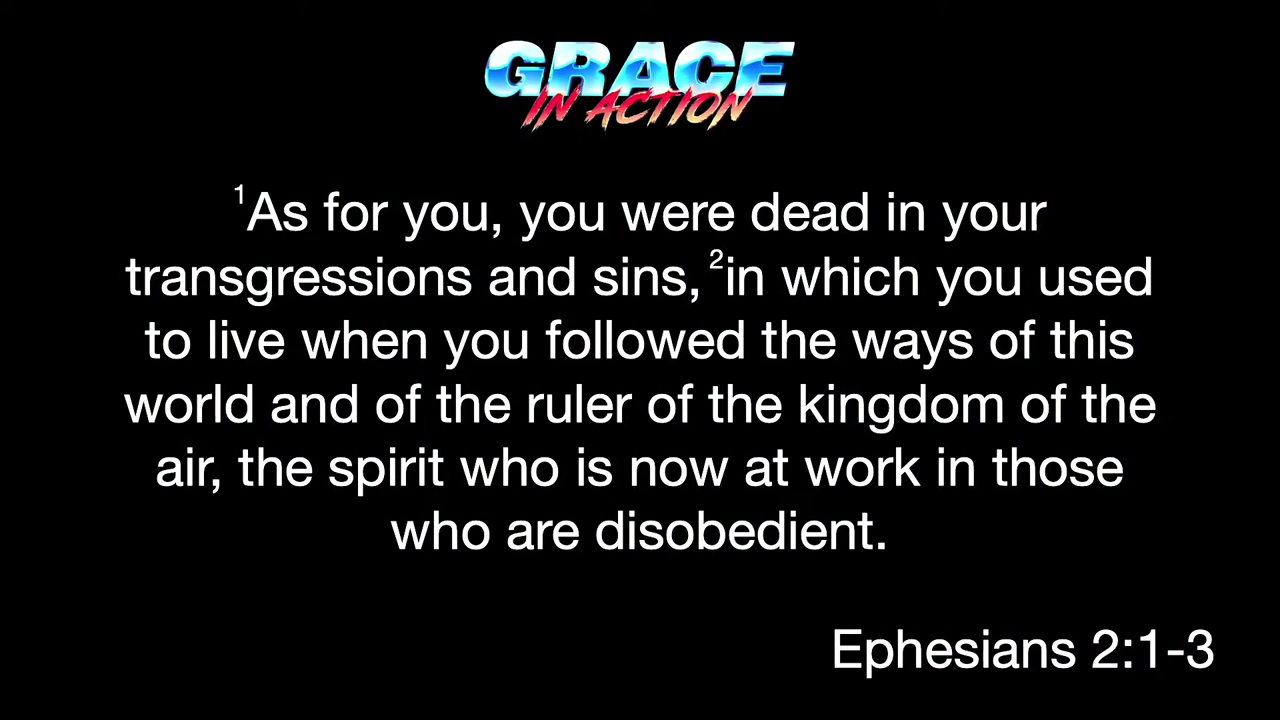 GRACE
IN ACTION
¹As for you, you were dead in your
transgressions and sins, ²in which you used
to live when you followed the ways of this
world and of the ruler of the kingdom of the
air, the spirit who is now at work in those
who are disobedient.
Ephesians 2:1-3